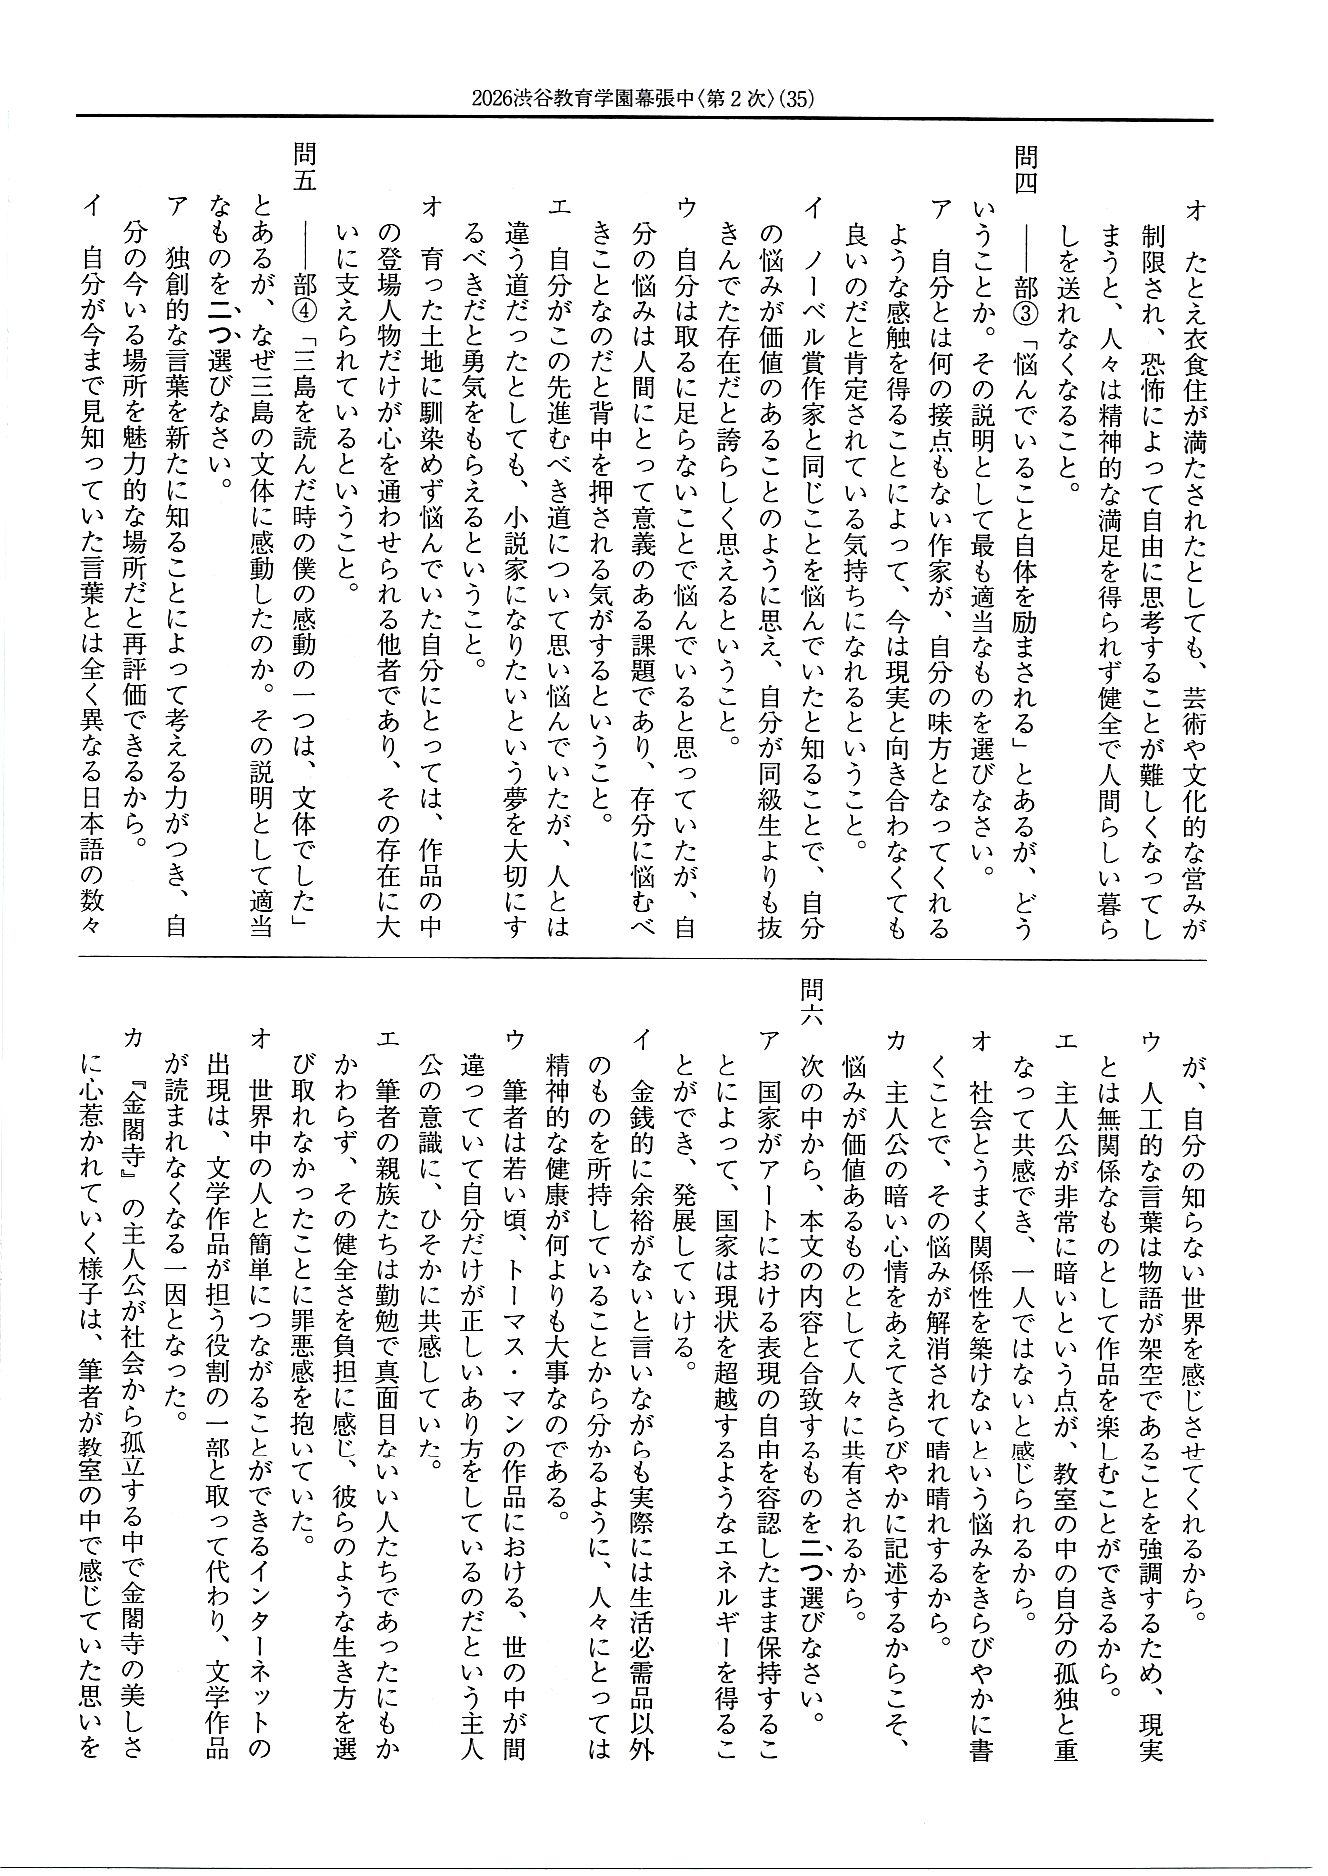 2026渋谷教育学園幕張中〈第2次〉(35)
オ　たとえ衣食住が満たされたとしても、芸術や文化的な営みが
制限され、恐怖によって自由に思考することが難しくなってし
まうと、人々は精神的な満足を得られず健全で人間らしい暮ら
しを送れなくなること。
問四　――部③「悩んでいること自体を励まされる」とあるが、どう
いうことか。その説明として最も適当なものを選びなさい。
ア　自分とは何の接点もない作家が、自分の味方となってくれる
ような感触を得ることによって、今は現実と向き合わなくても
良いのだと肯定されている気持ちになれるということ。
イ　ノーベル賞作家と同じことを悩んでいたと知ることで、自分
の悩みが価値のあることのように思え、自分が同級生よりも抜
きんでた存在だと誇らしく思えるということ。
ウ　自分は取るに足らないことで悩んでいると思っていたが、自
分の悩みは人間にとって意義のある課題であり、存分に悩むべ
きことなのだと背中を押される気がするということ。
エ　自分がこの先進むべき道について思い悩んでいたが、人とは
違う道だったとしても、小説家になりたいという夢を大切にす
るべきだと勇気をもらえるということ。
オ　育った土地に馴染めず悩んでいた自分にとっては、作品の中
の登場人物だけが心を通わせられる他者であり、その存在に大
いに支えられているということ。
問五　――部④「三島を読んだ時の僕の感動の一つは、文体でした」
とあるが、なぜ三島の文体に感動したのか。その説明として適当
なものを二つ選びなさい。
ア　独創的な言葉を新たに知ることによって考える力がつき、自
分の今いる場所を魅力的な場所だと再評価できるから。
イ　自分が今まで見知っていた言葉とは全く異なる日本語の数々
が、自分の知らない世界を感じさせてくれるから。
ウ　人工的な言葉は物語が架空であることを強調するため、現実
とは無関係なものとして作品を楽しむことができるから。
エ　主人公が非常に暗いという点が、教室の中の自分の孤独と重
なって共感でき、一人ではないと感じられるから。
オ　社会とうまく関係性を築けないという悩みをきらびやかに書
くことで、その悩みが解消されて晴れ晴れするから。
カ　主人公の暗い心情をあえてきらびやかに記述するからこそ、
悩みが価値あるものとして人々に共有されるから。
問六　次の中から、本文の内容と合致するものを二つ選びなさい。
ア　国家がアートにおける表現の自由を容認したまま保持するこ
とによって、国家は現状を超越するようなエネルギーを得るこ
とができ、発展していける。
イ　金銭的に余裕がないと言いながらも実際には生活必需品以外
のものを所持していることから分かるように、人々にとっては
精神的な健康が何よりも大事なのである。
ウ　筆者は若い頃、トーマス・マンの作品における、世の中が間
違っていて自分だけが正しいあり方をしているのだという主人
公の意識に、ひそかに共感していた。
エ　筆者の親族たちは勤勉で真面目ないい人たちであったにもか
かわらず、その健全さを負担に感じ、彼らのような生き方を選
び取れなかったことに罪悪感を抱いていた。
オ　世界中の人と簡単につながることができるインターネットの
出現は、文学作品が担う役割の一部と取って代わり、文学作品
が読まれなくなる一因となった。
カ　『金閣寺』の主人公が社会から孤立する中で金閣寺の美しさ
に心惹かれていく様子は、筆者が教室の中で感じていた思いを